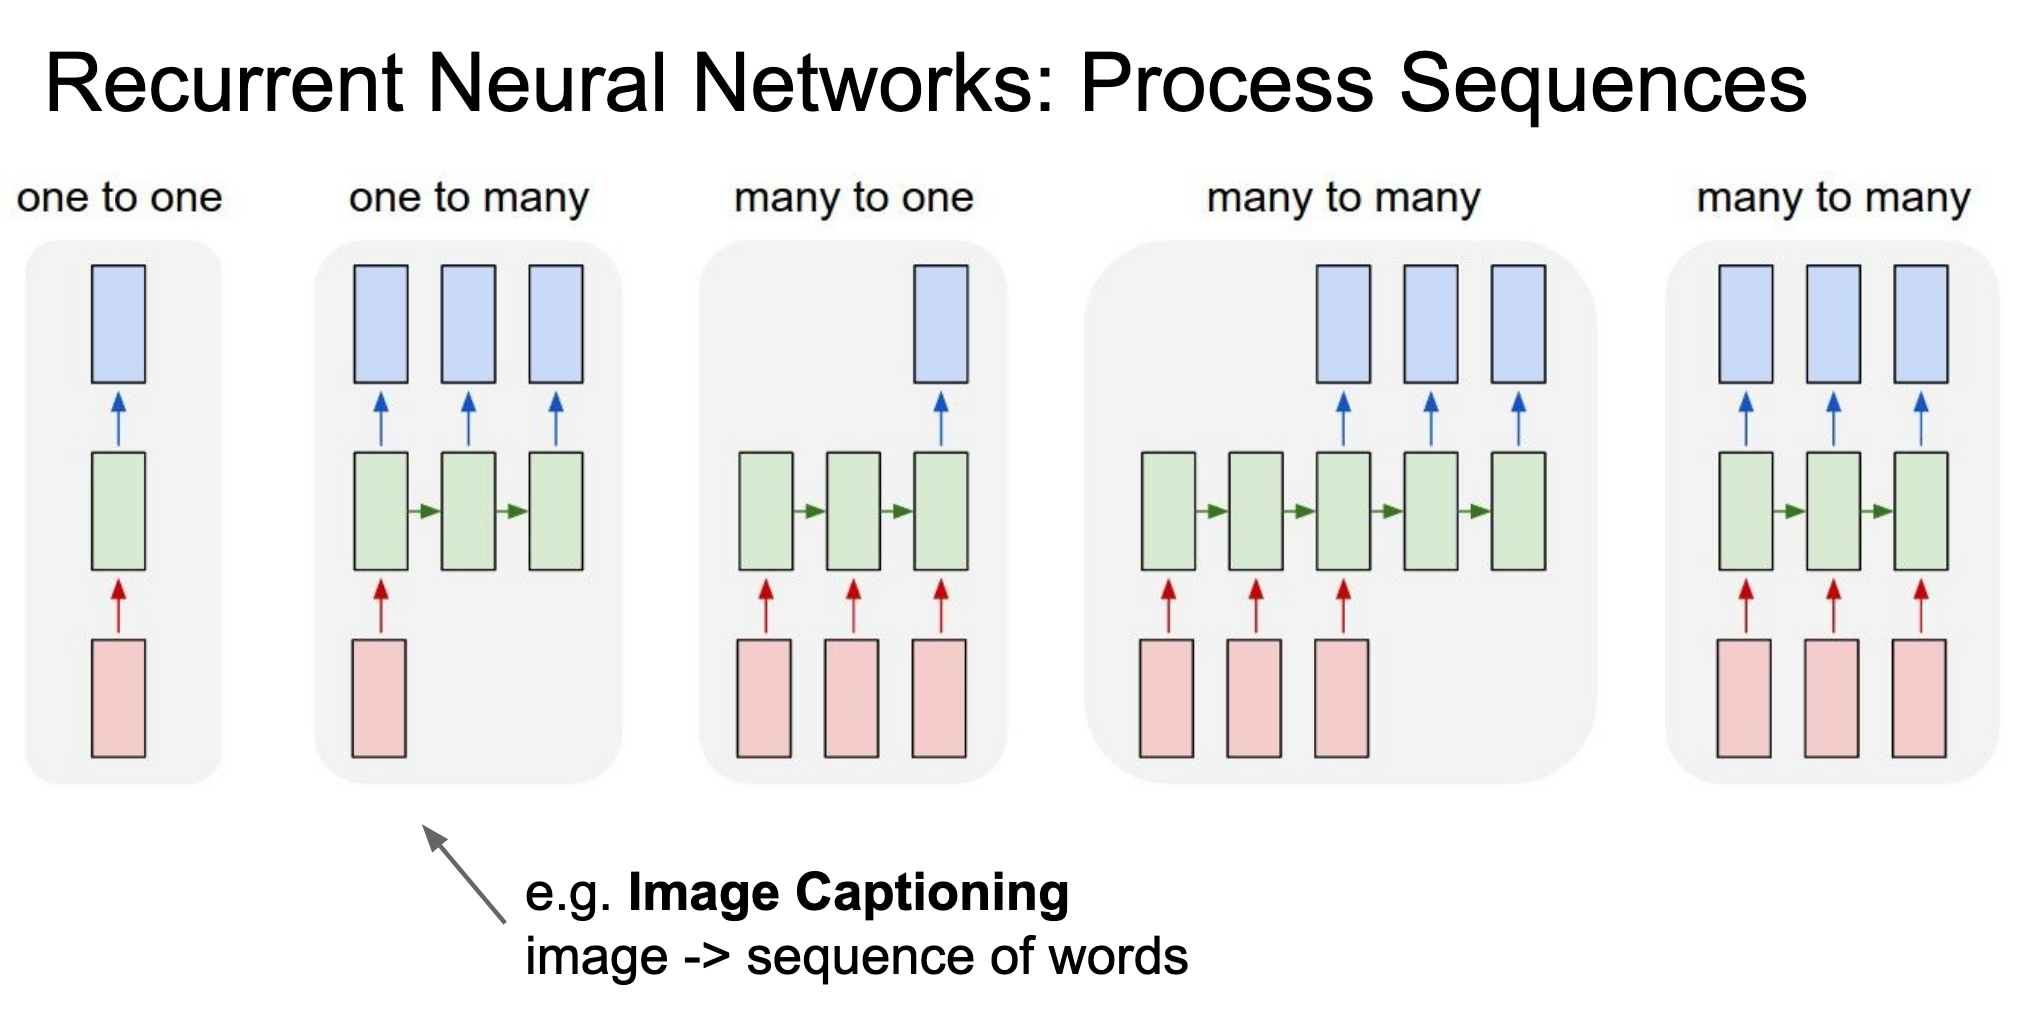 Recurrent Neural Networks: Process Sequences
one to one
one to many
many to one
many to many
many to many
e.g. Image Captioning
image -> sequence of words